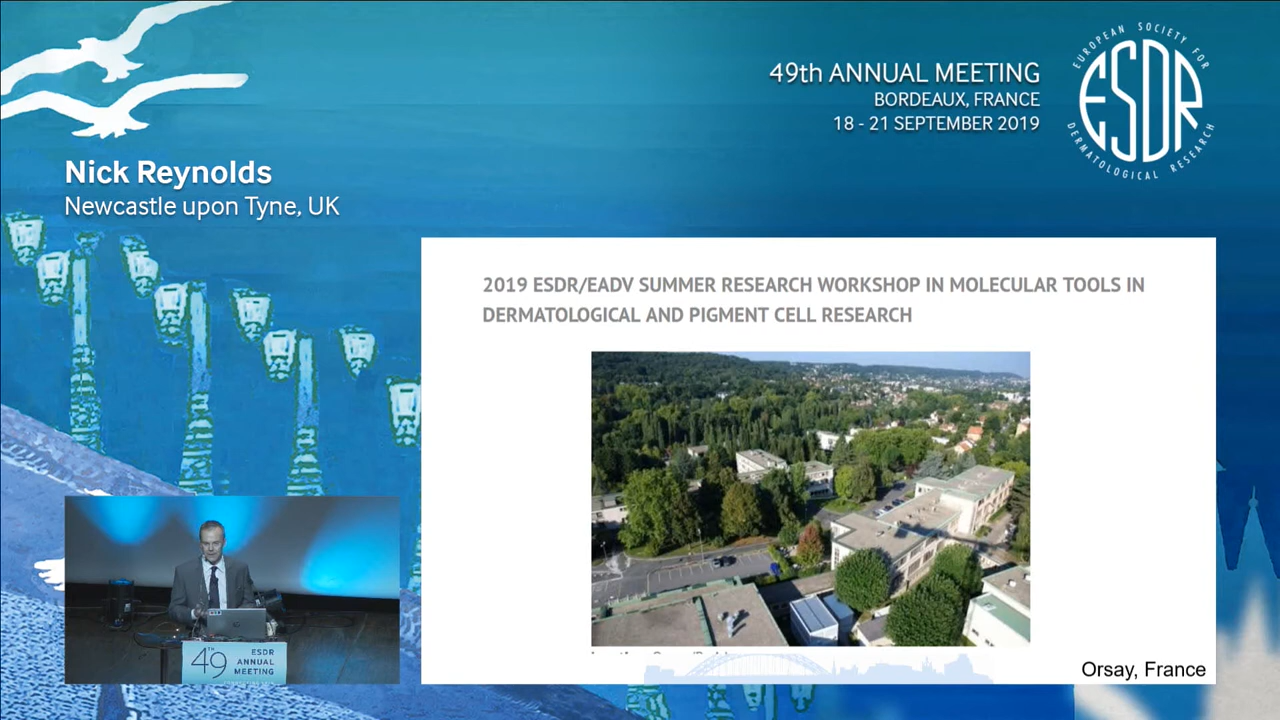 49th ANNUAL MEETING
BORDEAUX, FRANCE
18 - 21 SEPTEMBER 2019
EUROPEAN SOCIETY FOR
ESDR
DERMATOLOGICAL RESEARCH
Nick Reynolds
Newcastle upon Tyne, UK
2019 ESDR/EADV SUMMER RESEARCH WORKSHOP IN MOLECULAR TOOLS IN
DERMATOLOGICAL AND PIGMENT CELL RESEARCH
Orsay, France
49TH
ESDR
ANNUAL
MEETING